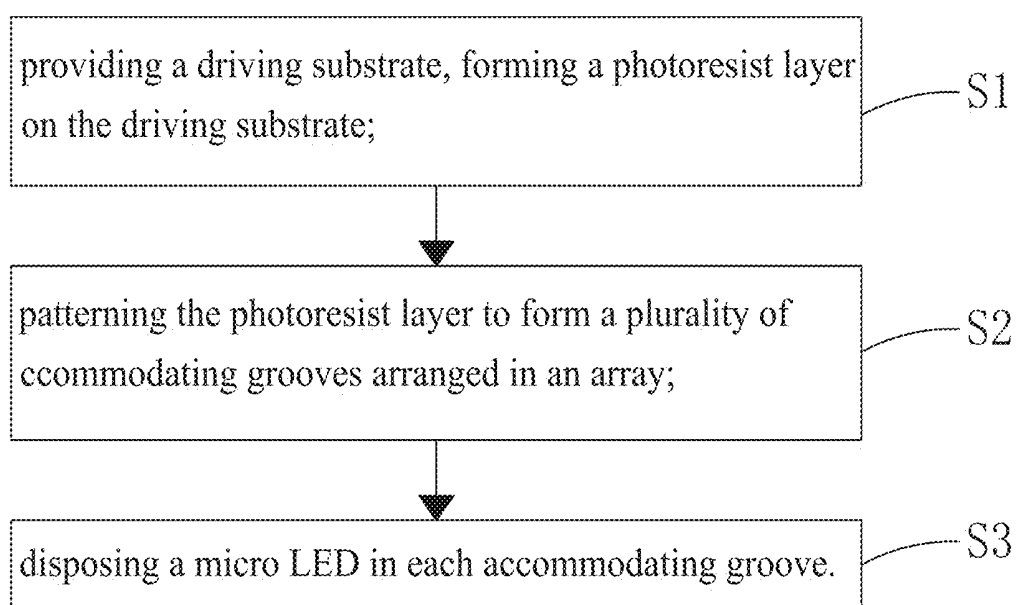 providing a driving substrate, forming a photoresist layer
on the driving substrate;
S1
patterning the photoresist layer to form a plurality of
ccommodating grooves arranged in an array;
S2
disposing a micro LED in each accommodating groove.
S3